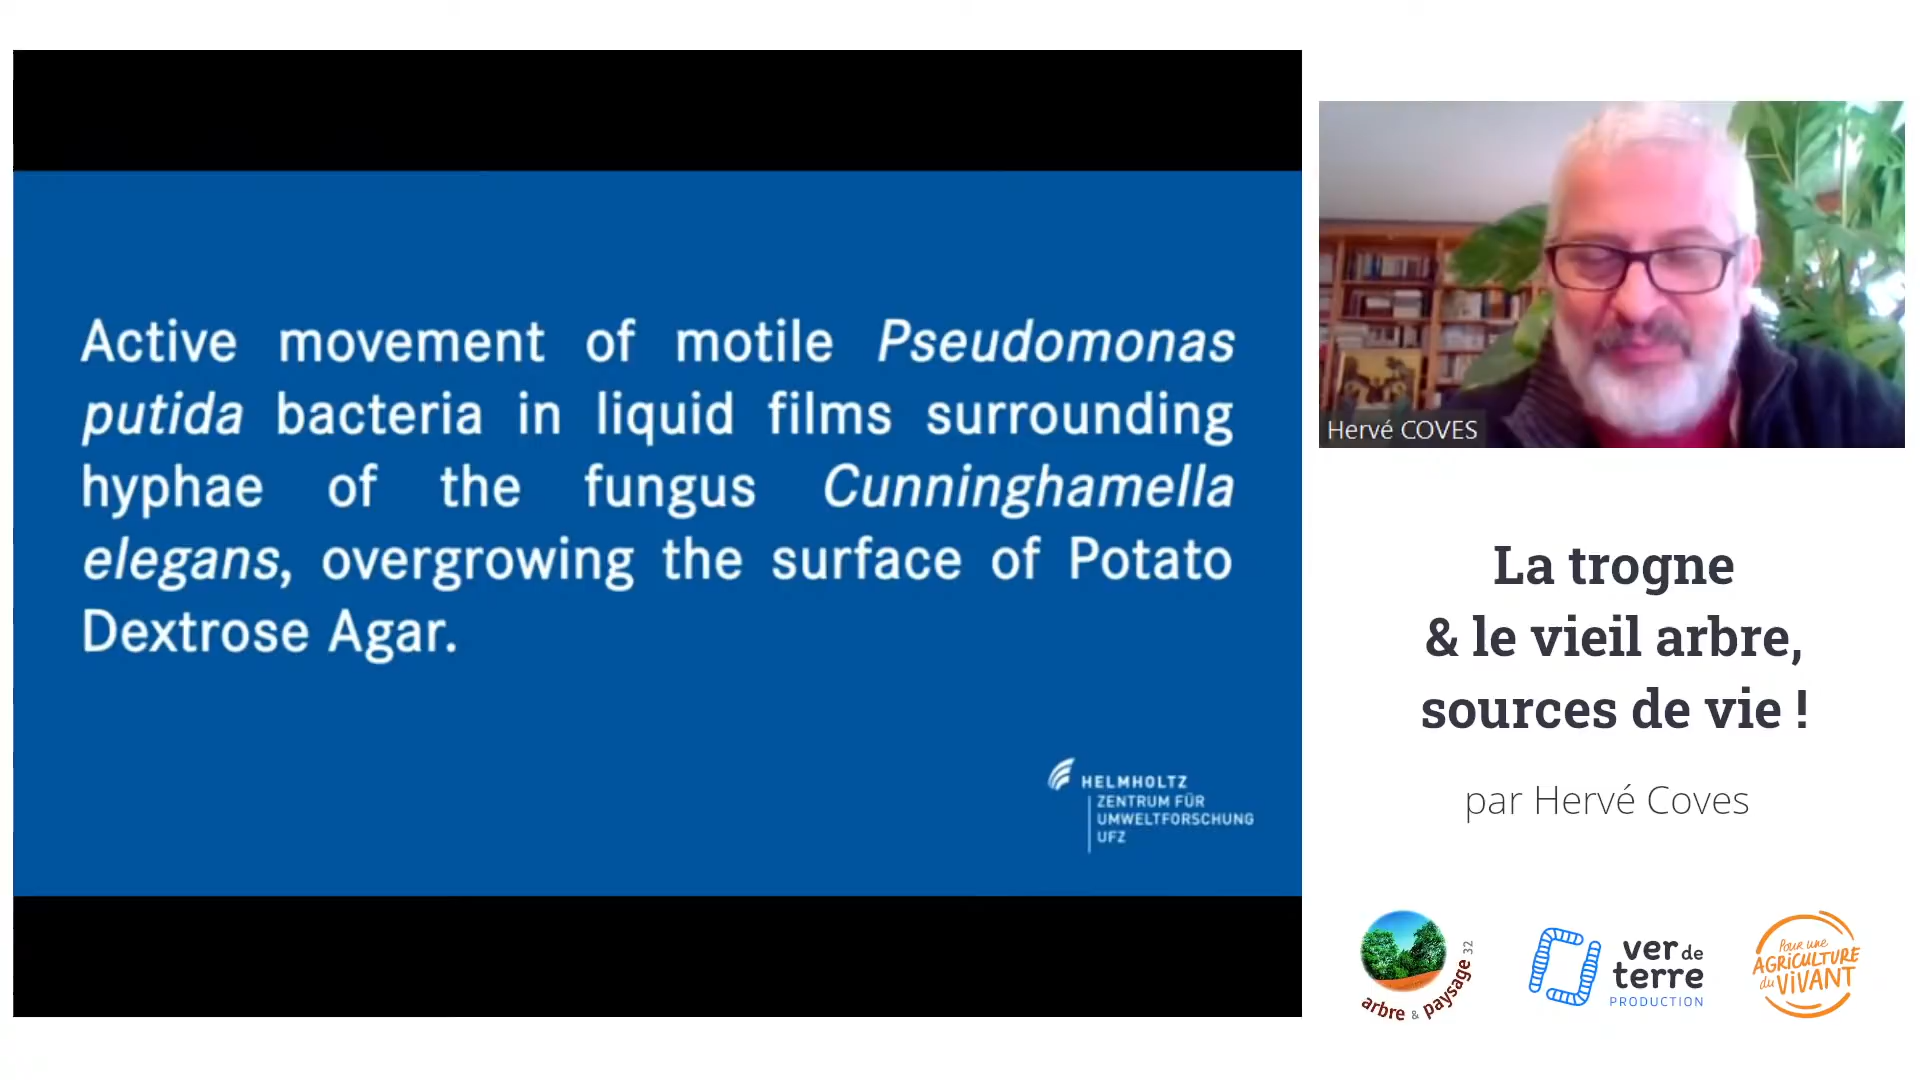 Active movement of motile Pseudomonas
putida bacteria in liquid films surrounding
hyphae of the fungus Cunninghamella
elegans, overgrowing the surface of Potato
Dextrose Agar.
HELMHOLTZ
ZENTRUM FÜR
UMWELTFORSCHUNG
UFZ
Hervé COVES
La trogne
& le vieil arbre,
sources de vie !
par Hervé Coves
arbre & paysage 32
ver de
terre
PRODUCTION
Pour une
AGRICULTURE
du VIVANT